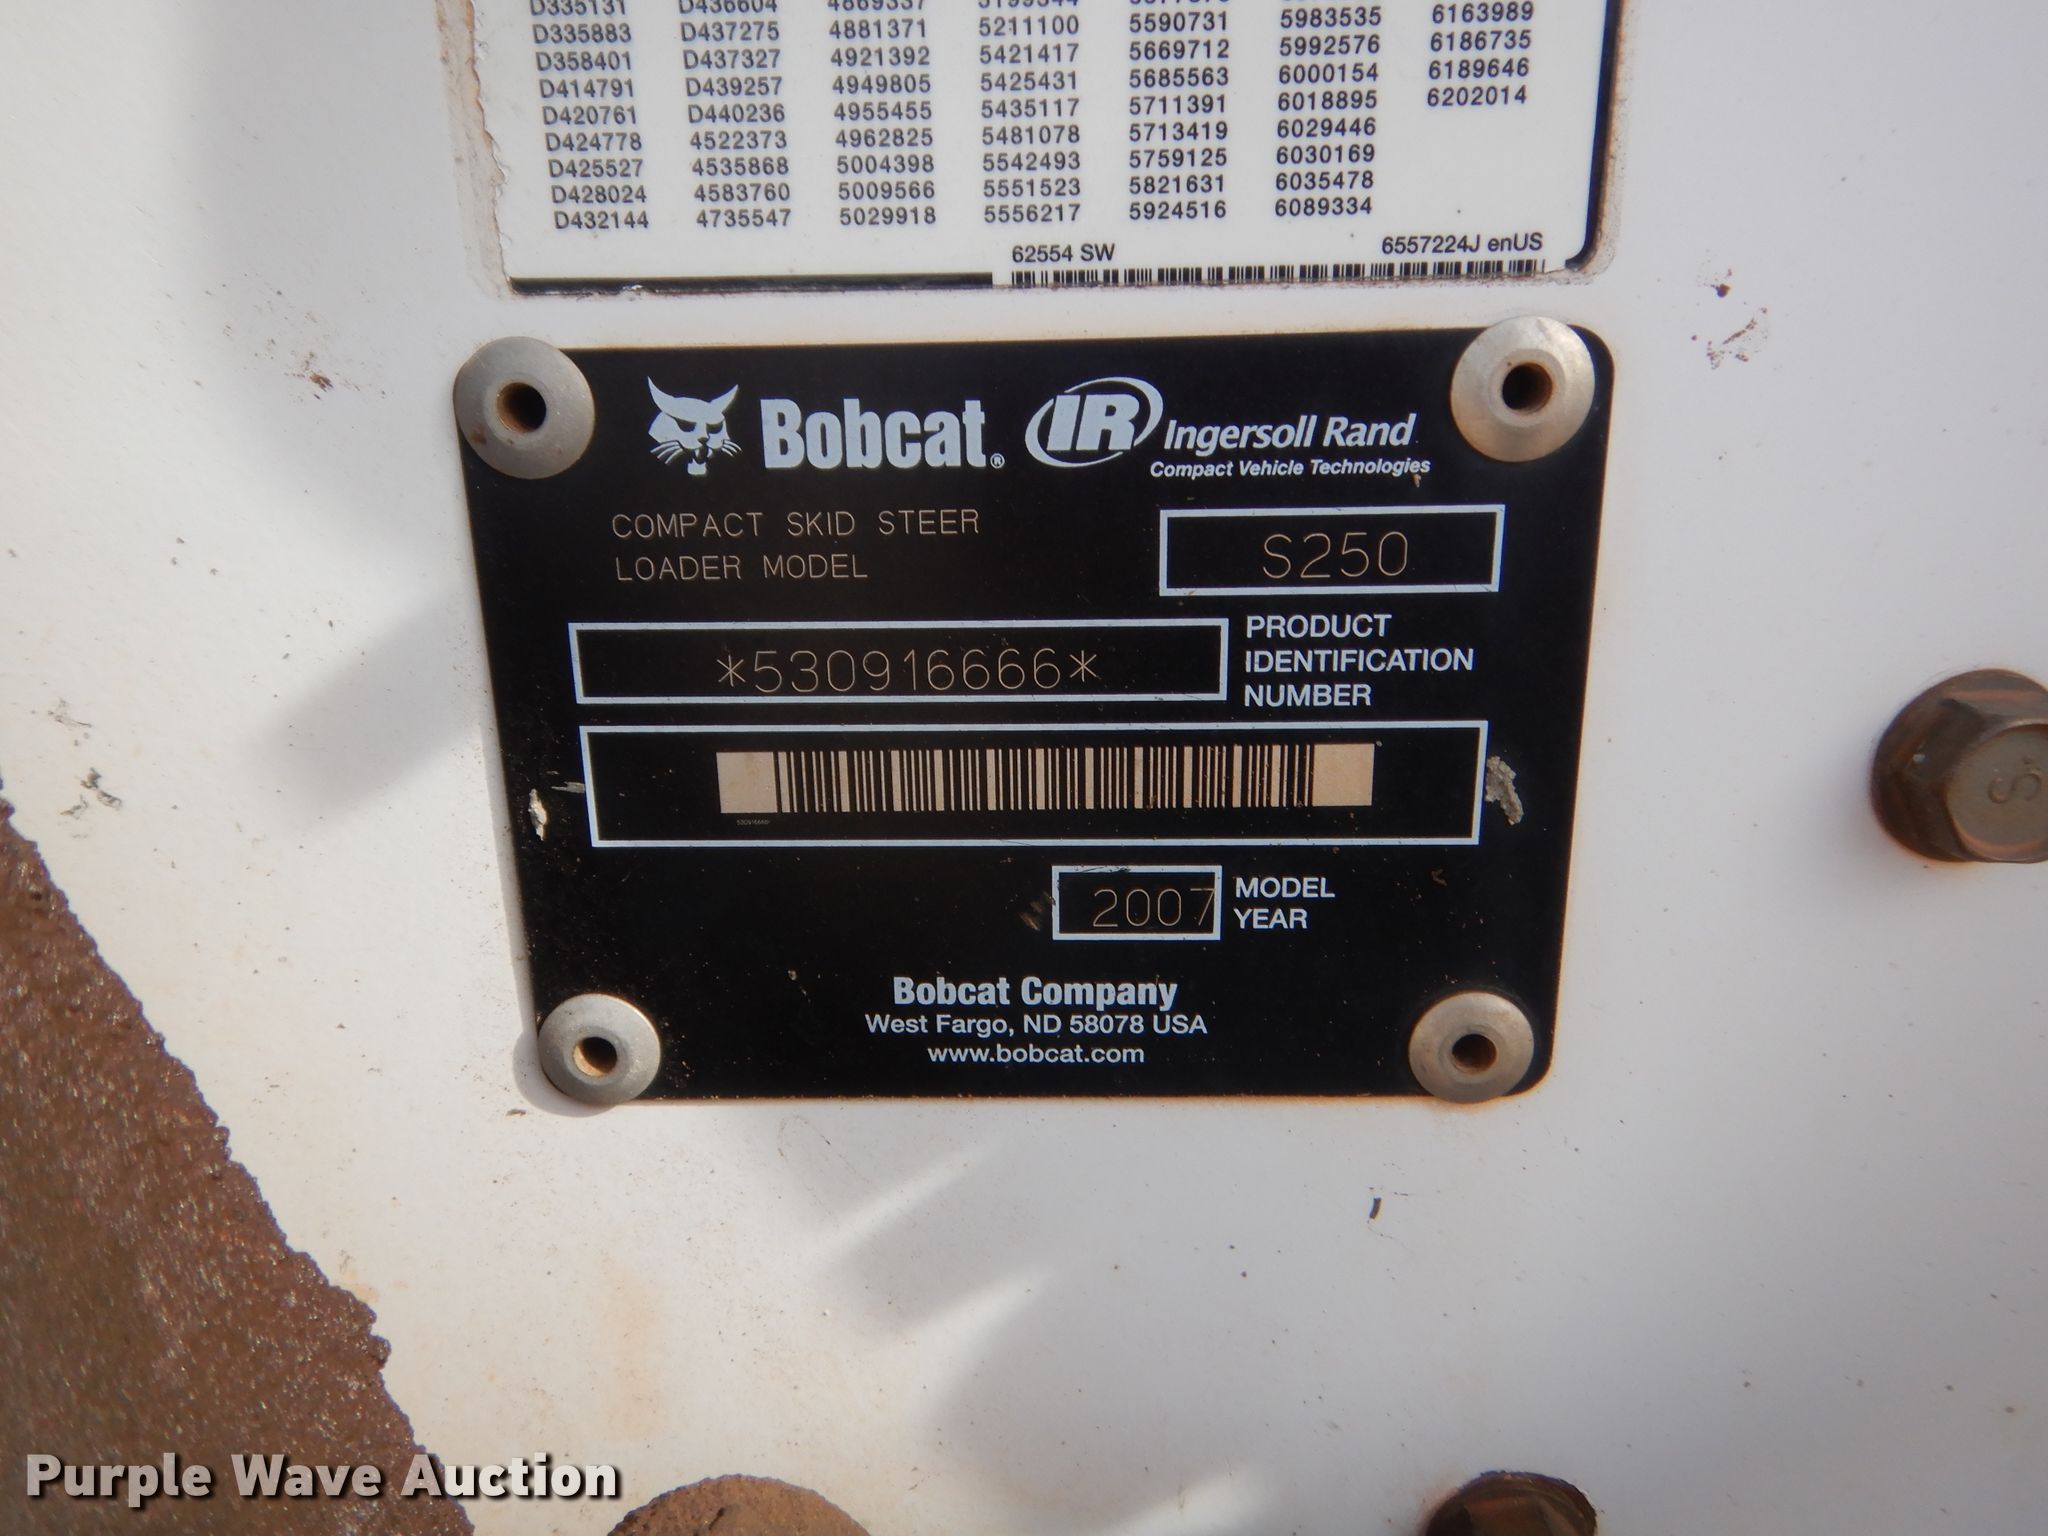 D335131 D436604 4869337
D335883 D437275 4881371 5211100 5590731 5983535 6163989
D358401 D437327 4921392 5421417 5669712 5992576 6186735
D414791 D439257 4949805 5425431 5685563 6000154 6189646
D420761 D440236 4955455 5435117 5711391 6018895 6202014
D424778 4522373 4962825 5481078 5713419 6029446
D425527 4535868 5004398 5542493 5759125 6030169
D428024 4583760 5009566 5551523 5821631 6035478
D432144 4735547 5029918 5556217 5924516 6089334
62554 SW 6557224J enUS
Bobcat® IR Ingersoll Rand
Compact Vehicle Technologies
COMPACT SKID STEER
LOADER MODEL
S250
*530916666*
PRODUCT
IDENTIFICATION
NUMBER
530916666
2007
MODEL
YEAR
Bobcat Company
West Fargo, ND 58078 USA
www.bobcat.com
S.
Purple Wave Auction